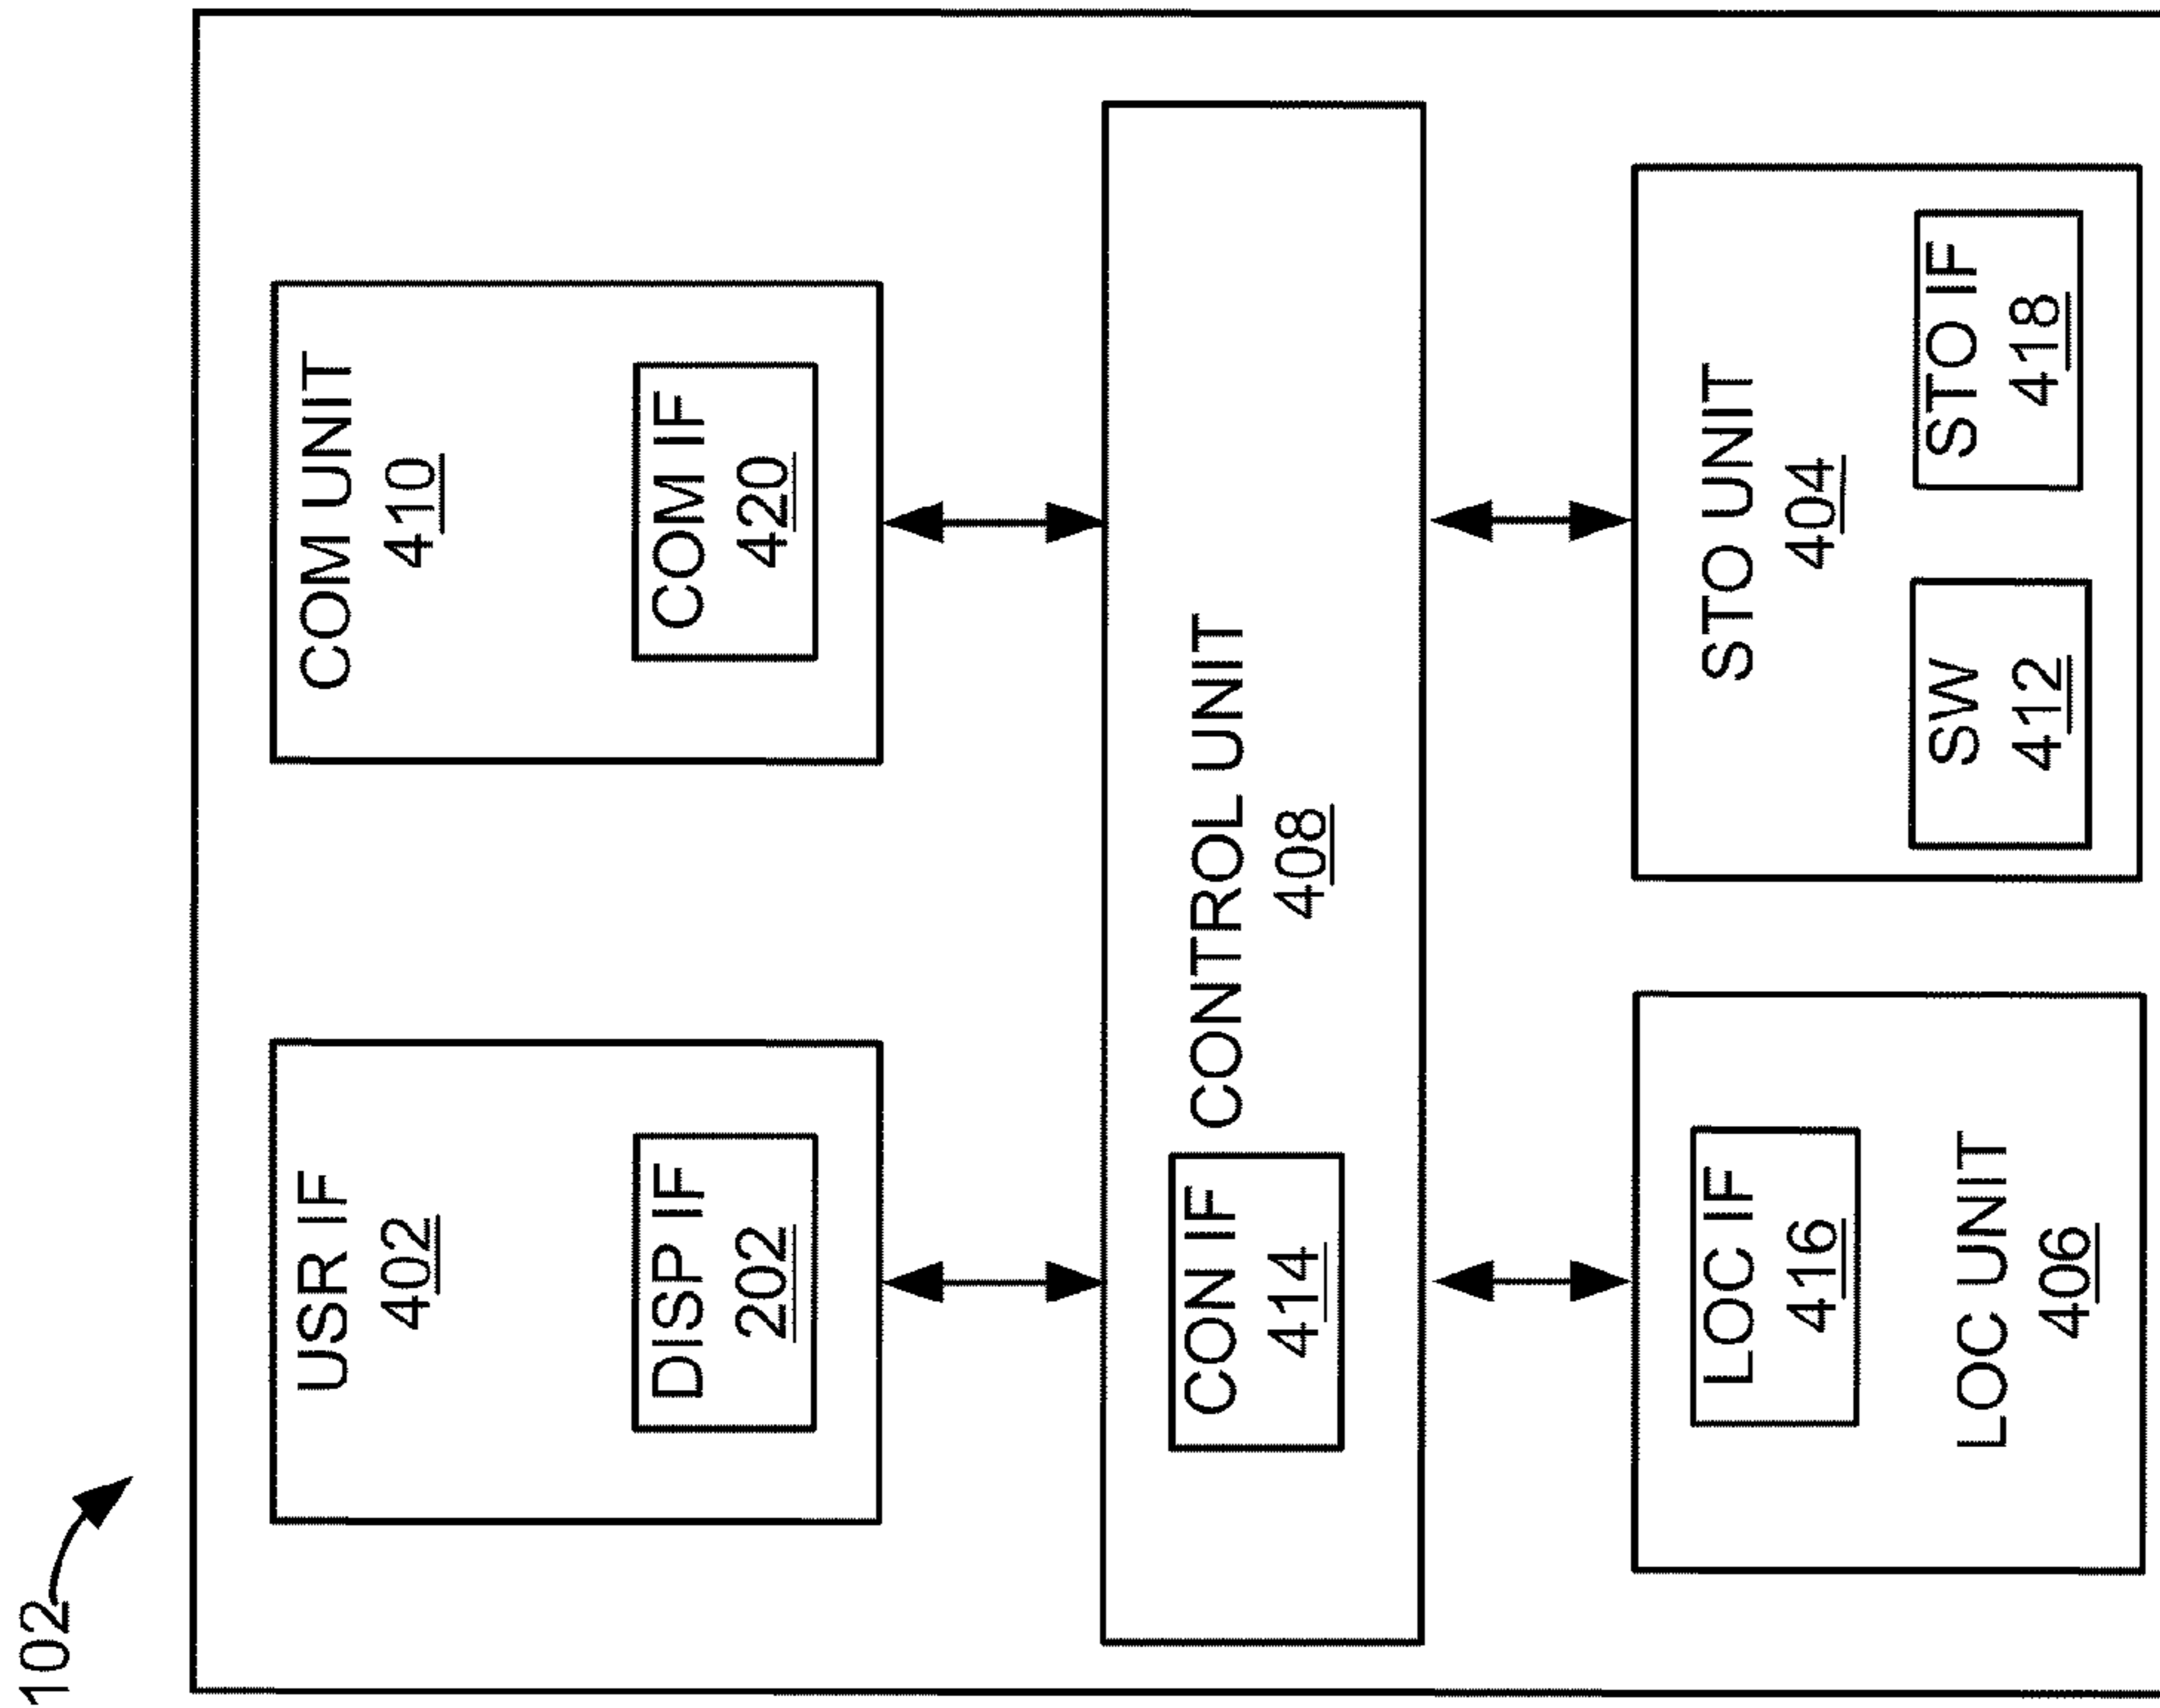 102
USR IF
402
DISP IF
202
COM UNIT
410
COM IF
420
CON IF
414
CONTROL UNIT
408
LOC IF
416
LOC UNIT
406
STO UNIT
404
SW
412
STO IF
418